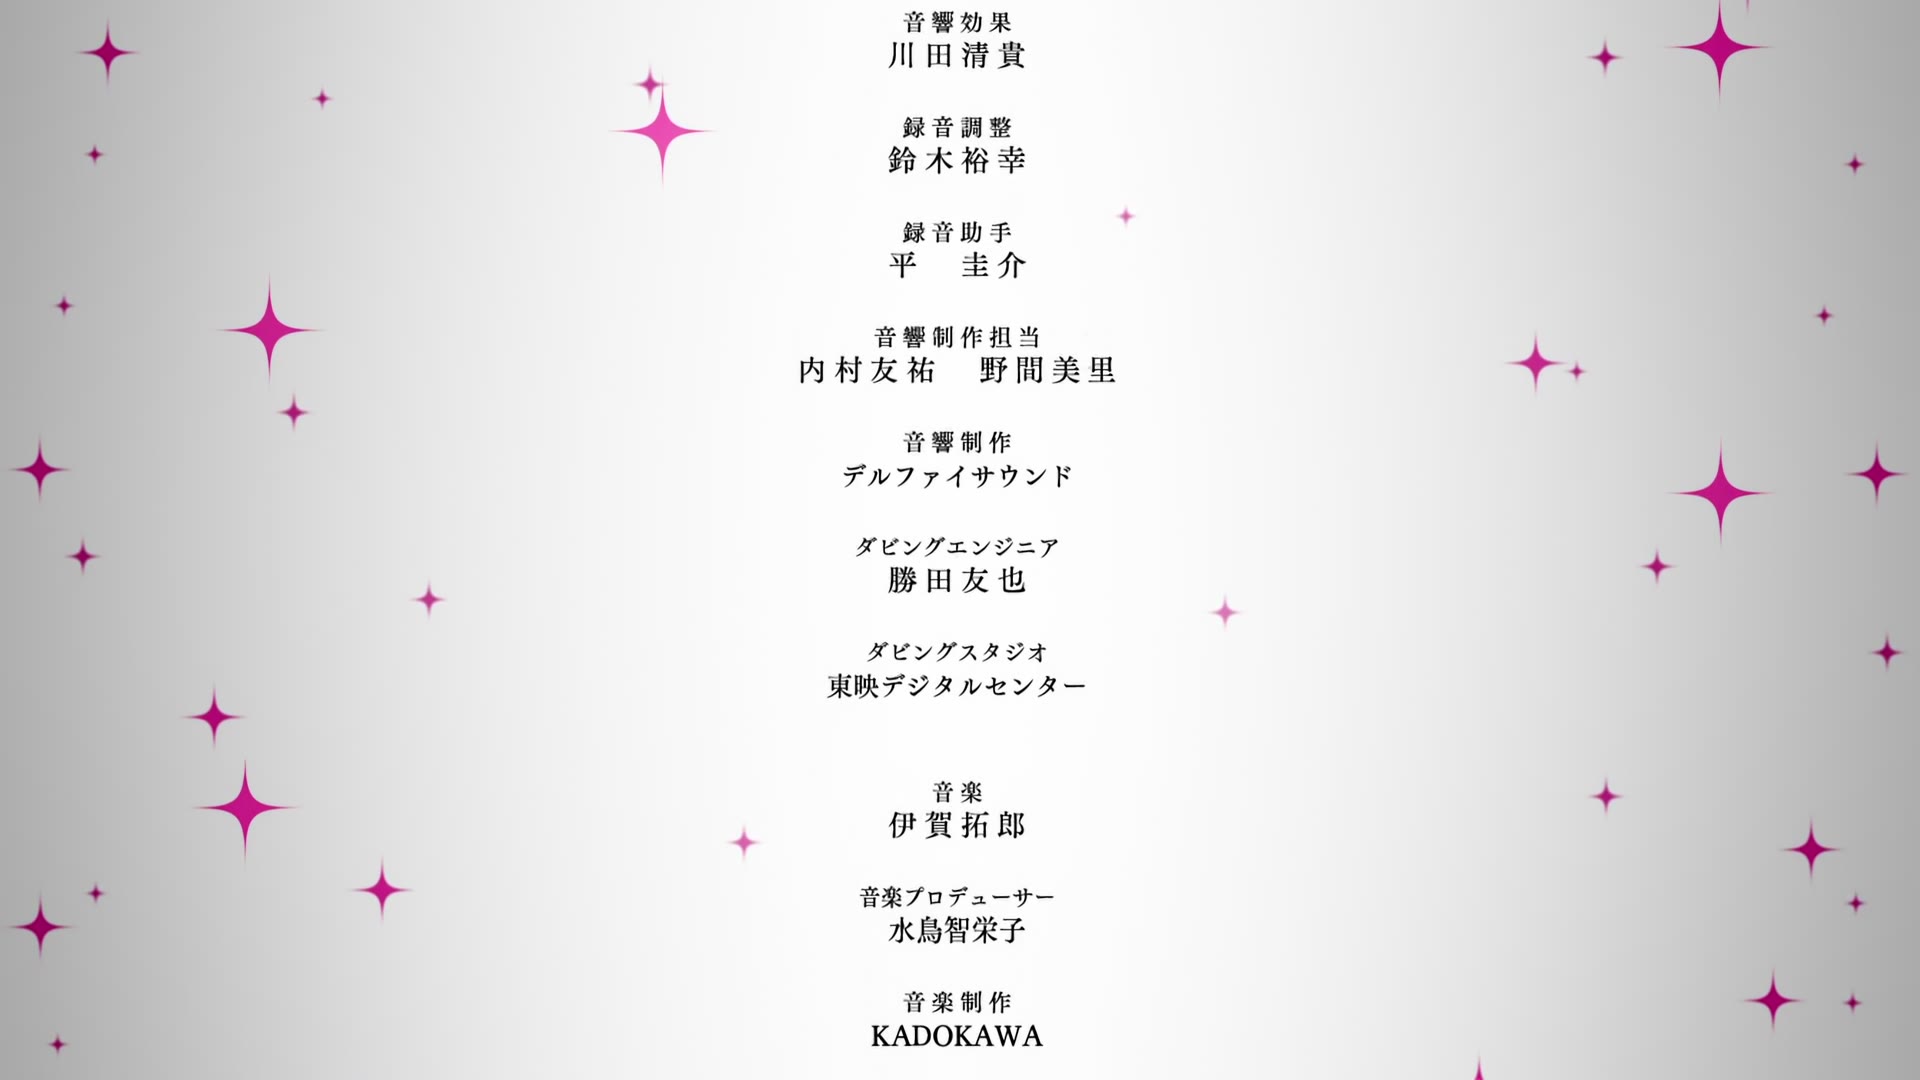 音響効果
川田清貴
録音調整
鈴木裕幸
録音助手
平　圭介
音響制作担当
内村友祐　野間美里
音響制作
デルファイサウンド
ダビングエンジニア
勝田友也
ダビングスタジオ
東映デジタルセンター
音楽
伊賀拓郎
音楽プロデューサー
水鳥智栄子
音楽制作
KADOKAWA